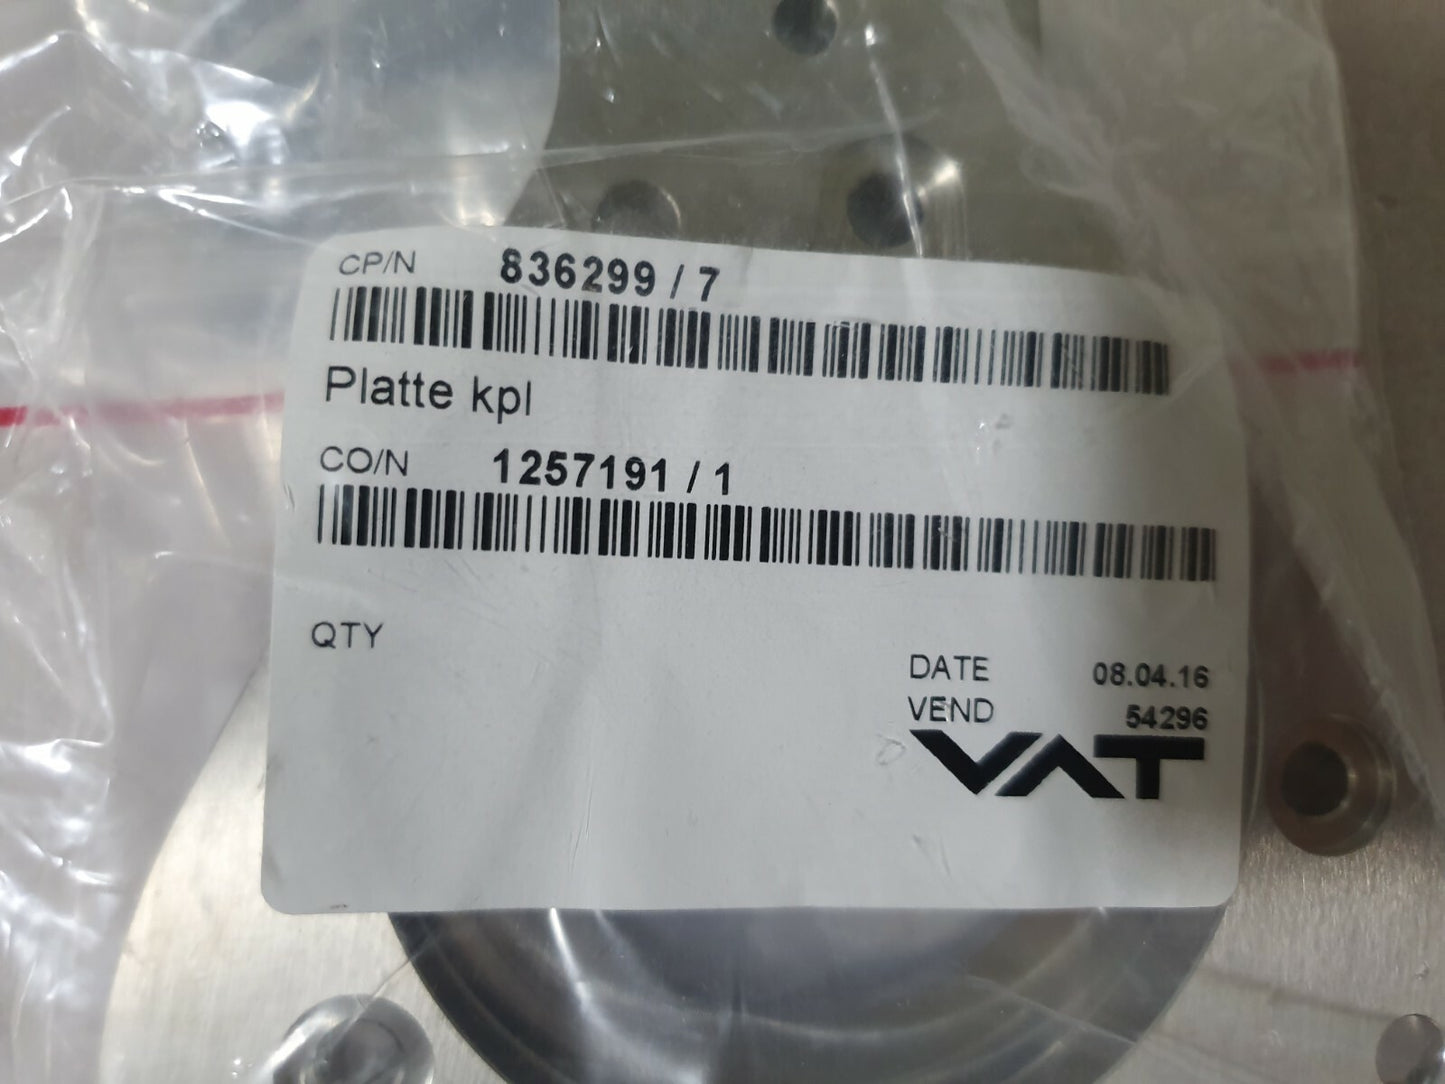 CP/N 836299 / 7
Platte kpl
CO/N 1257191 / 1
QTY
DATE 08.04.16
VEND 54296
VAT